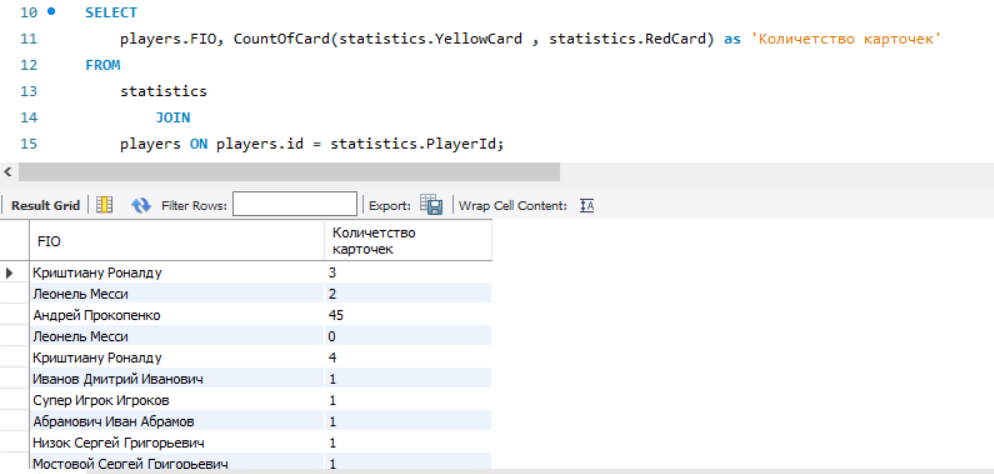 10 SELECT
11 players.FIO, CountOfCard(statistics.YellowCard , statistics.RedCard) as 'Количетство карточек'
12 FROM
13 statistics
14 JOIN
15 players ON players.id = statistics.PlayerId;
Result Grid Filter Rows: Export: Wrap Cell Content: IA
FIO Количетство
карточек
Криштиану Роналду 3
Леонель Месси 2
Андрей Прокопенко 45
Леонель Месси 0
Криштиану Роналду 4
Иванов Дмитрий Иванович 1
Супер Игрок Игроков 1
Абрамович Иван Абрамов 1
Низок Сергей Григорьевич 1
Мостовой Сергей Григорьевич 1